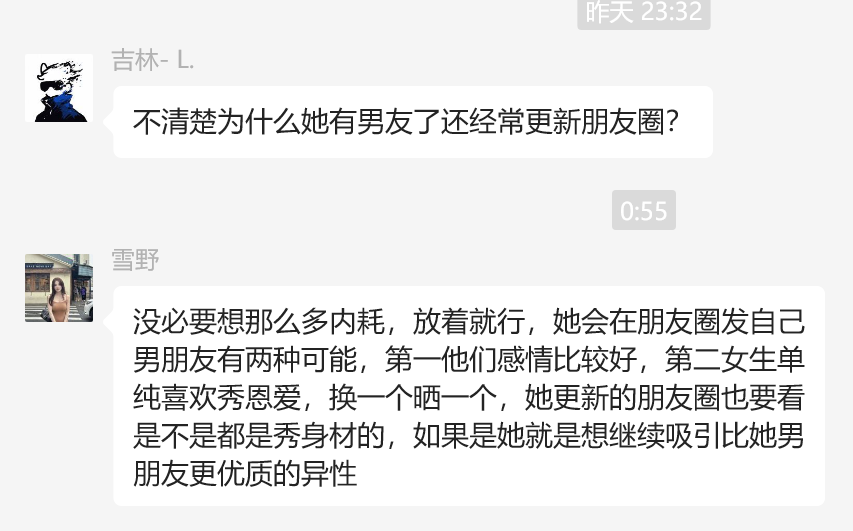 昨天 23:32
吉林- L.
不清楚为什么她有男友了还经常更新朋友圈？
0:55
雪野
没必要想那么多内耗，放着就行，她会在朋友圈发自己
男朋友有两种可能，第一他们感情比较好，第二女生单
纯喜欢秀恩爱，换一个晒一个，她更新的朋友圈也要看
是不是都是秀身材的，如果是她就是想继续吸引比她男
朋友更优质的异性